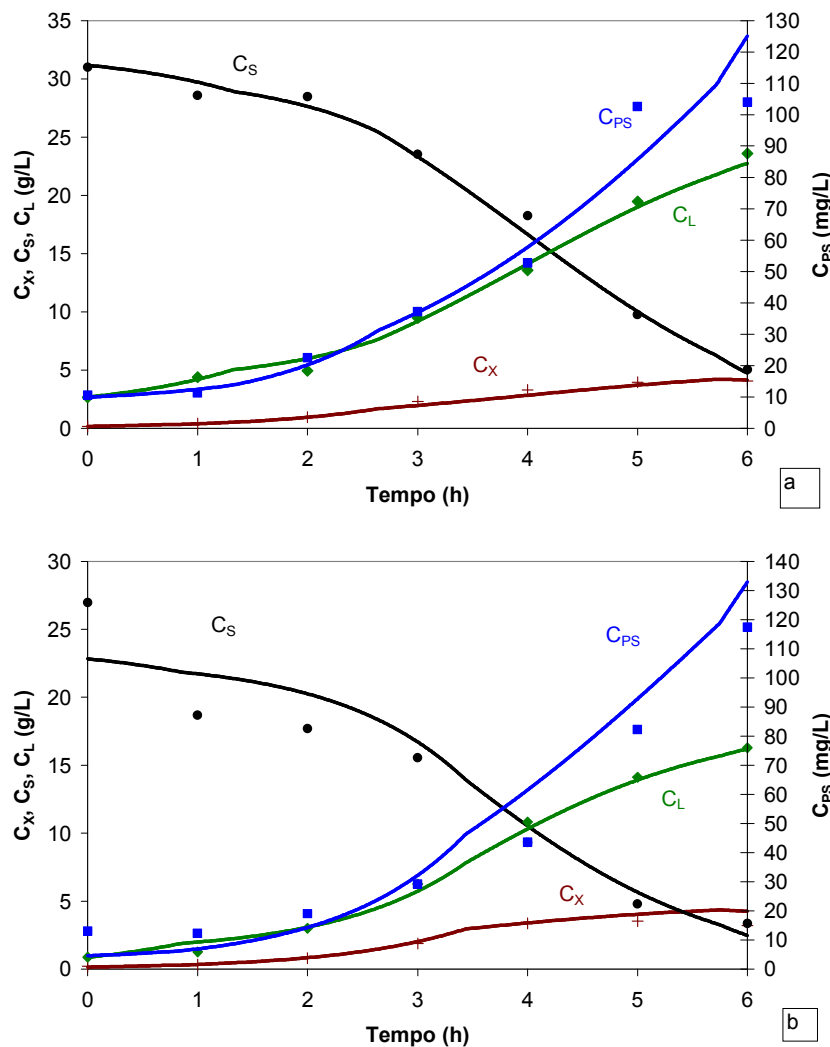 35
30
25
20
15
10
5
0
C_X, C_S, C_L (g/L)
130
120
110
100
90
80
70
60
50
40
30
20
10
0
C_PS (mg/L)
C_S
C_PS
C_L
C_X
0 1 2 3 4 5 6
Tempo (h)
a
30
25
20
15
10
5
0
C_X, C_S, C_L (g/L)
140
130
120
110
100
90
80
70
60
50
40
30
20
10
0
C_PS (mg/L)
C_S
C_PS
C_L
C_X
0 1 2 3 4 5 6
Tempo (h)
b